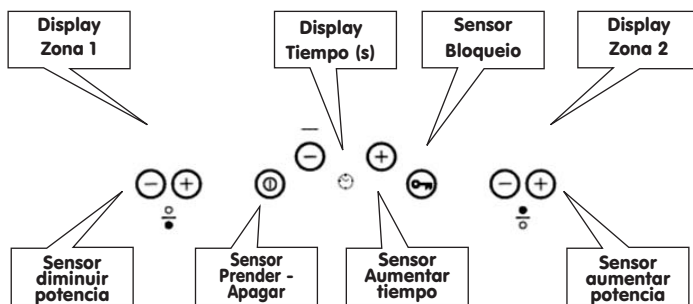 Display
Zona 1
Display
Tiempo (s)
Sensor
Bloqueio
Display
Zona 2
Sensor
diminuir
potencia
Sensor
Prender -
Apagar
Sensor
Aumentar
tiempo
Sensor
aumentar
potencia